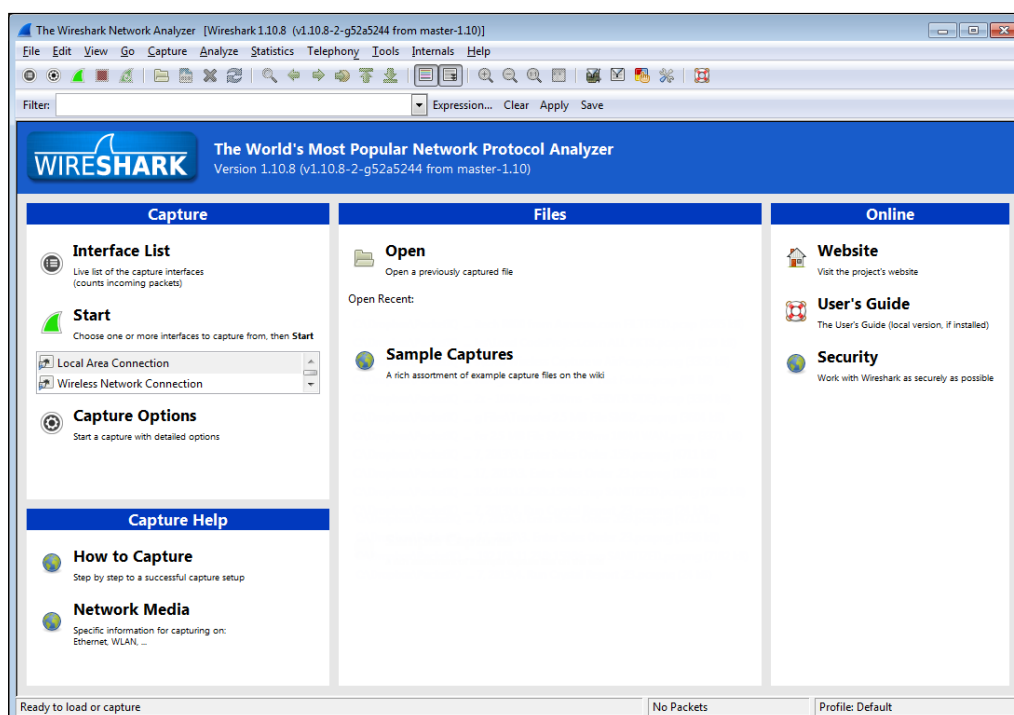 The Wireshark Network Analyzer [Wireshark 1.10.8 (v1.10.8-2-g52a5244 from master-1.10)]
File Edit View Go Capture Analyze Statistics Telephony Tools Internals Help
Filter: Expression... Clear Apply Save
WIRESHARK
The World's Most Popular Network Protocol Analyzer
Version 1.10.8 (v1.10.8-2-g52a5244 from master-1.10)
Capture
Interface List
Live list of the capture interfaces
(counts incoming packets)
Start
Choose one or more interfaces to capture from, then Start
Local Area Connection
Wireless Network Connection
Capture Options
Start a capture with detailed options
Capture Help
How to Capture
Step by step to a successful capture setup
Network Media
Specific information for capturing on:
Ethernet, WLAN, ...
Files
Open
Open a previously captured file
Open Recent:
Sample Captures
A rich assortment of example capture files on the wiki
Online
Website
Visit the project's website
User's Guide
The User's Guide (local version, if installed)
Security
Work with Wireshark as securely as possible
Ready to load or capture
No Packets
Profile: Default